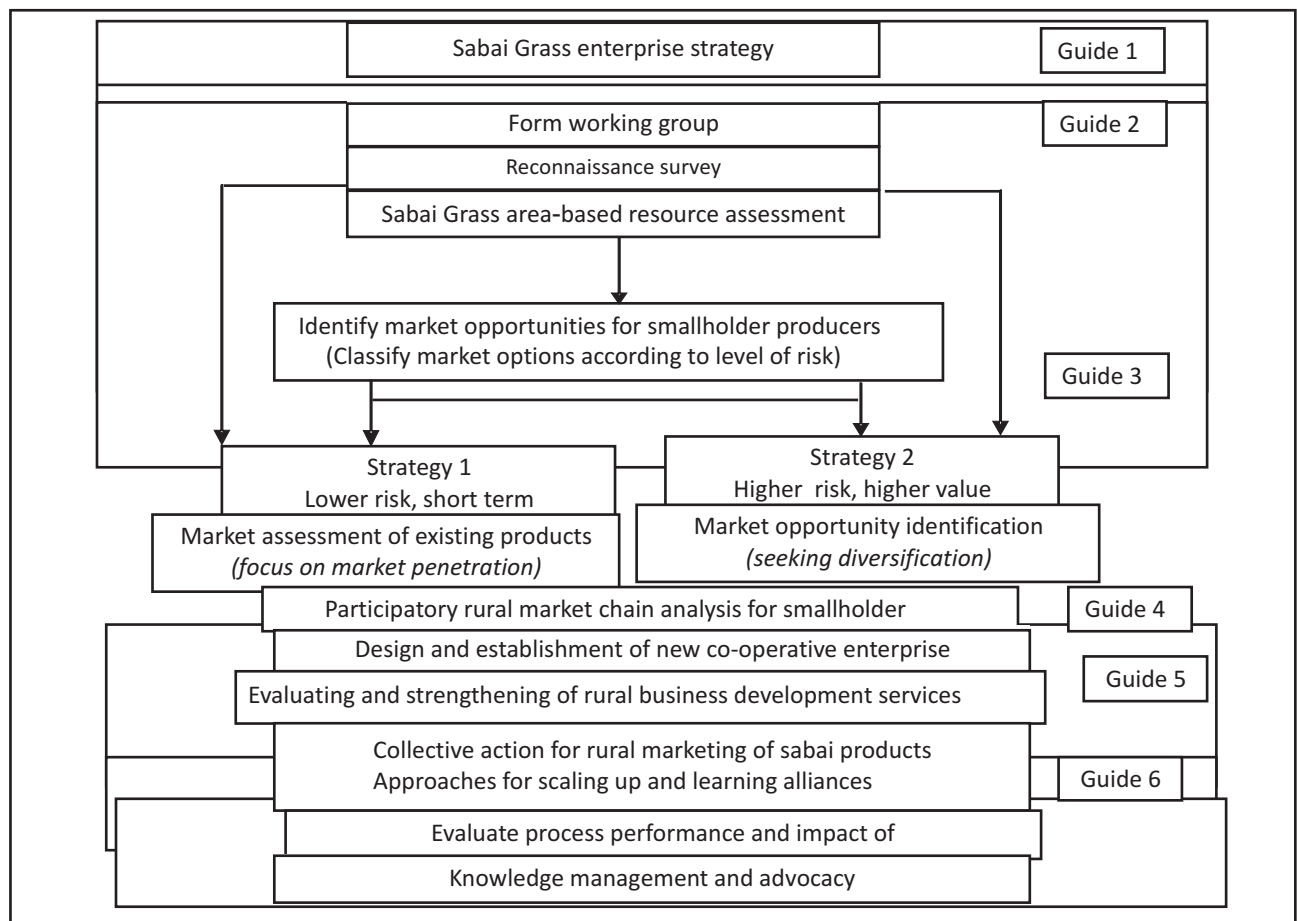 Sabai Grass enterprise strategy
Guide 1
Form working group
Guide 2
Reconnaissance survey
Sabai Grass area-based resource assessment
Identify market opportunities for smallholder producers
(Classify market options according to level of risk)
Guide 3
Strategy 1
Lower risk, short term
Strategy 2
Higher risk, higher value
Market assessment of existing products
(focus on market penetration)
Market opportunity identification
(seeking diversification)
Participatory rural market chain analysis for smallholder
Guide 4
Design and establishment of new co-operative enterprise
Guide 5
Evaluating and strengthening of rural business development services
Collective action for rural marketing of sabai products
Approaches for scaling up and learning alliances
Guide 6
Evaluate process performance and impact of
Knowledge management and advocacy